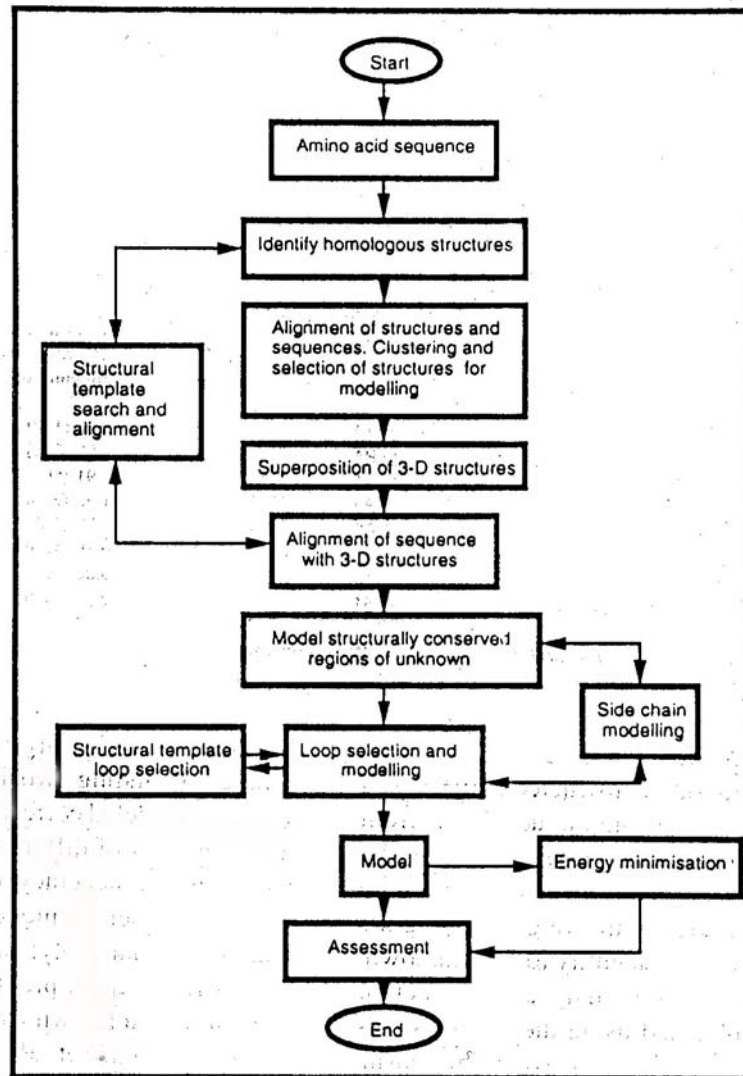 Start
Amino acid sequence
Identify homologous structures
Alignment of structures and
sequences. Clustering and
selection of structures for
modelling
Structural
template
search and
alignment
Superposition of 3-D structures
Alignment of sequence
with 3-D structures
Model structurally conserved
regions of unknown
Side chain
modelling
Structural template
loop selection
Loop selection and
modelling
Model
Energy minimisation
Assessment
End